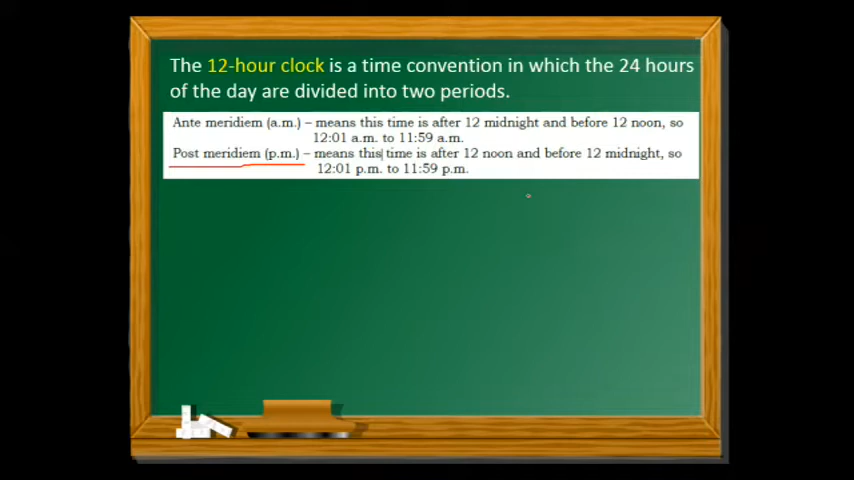 The 12-hour clock is a time convention in which the 24 hours
of the day are divided into two periods.
Ante meridiem (a.m.) – means this time is after 12 midnight and before 12 noon, so
12:01 a.m. to 11:59 a.m.
Post meridiem (p.m.) – means this time is after 12 noon and before 12 midnight, so
12:01 p.m. to 11:59 p.m.